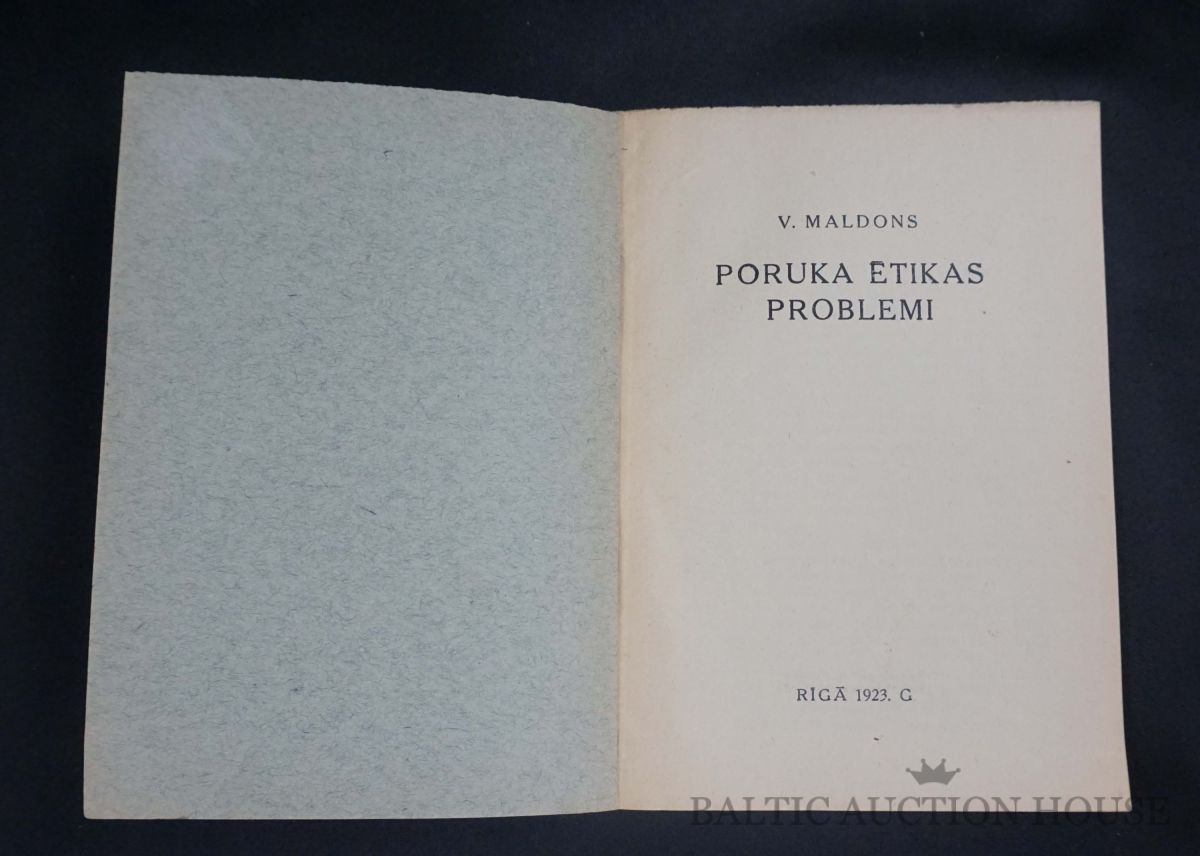 V. MALDONS
PORUKA ĒTIKAS
PROBLEMI
RĪGĀ 1923. G
BALTIC AUCTION HOUSE